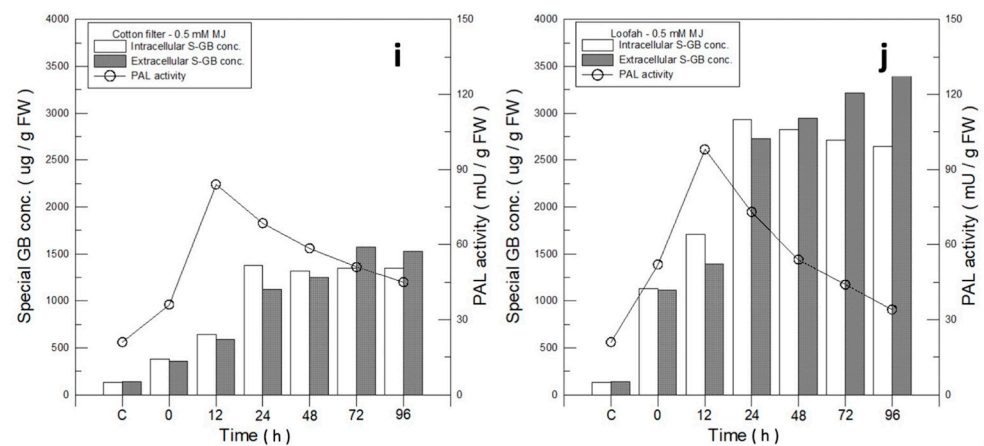 Cotton filter - 0.5 mM MJ
Intracellular S-GB conc.
Extracellular S-GB conc.
PAL activity
i
Special GB conc. ( ug / g FW )
4000
3500
3000
2500
2000
1500
1000
500
0
150
120
90
60
30
0
PAL activity ( mU / g FW )
C 0 12 24 48 72 96
Time ( h )
Loofah - 0.5 mM MJ
Intracellular S-GB conc.
Extracellular S-GB conc.
PAL activity
j
Special GB conc. ( ug / g FW )
4000
3500
3000
2500
2000
1500
1000
500
0
150
120
90
60
30
0
PAL activity ( mU / g FW )
C 0 12 24 48 72 96
Time ( h )